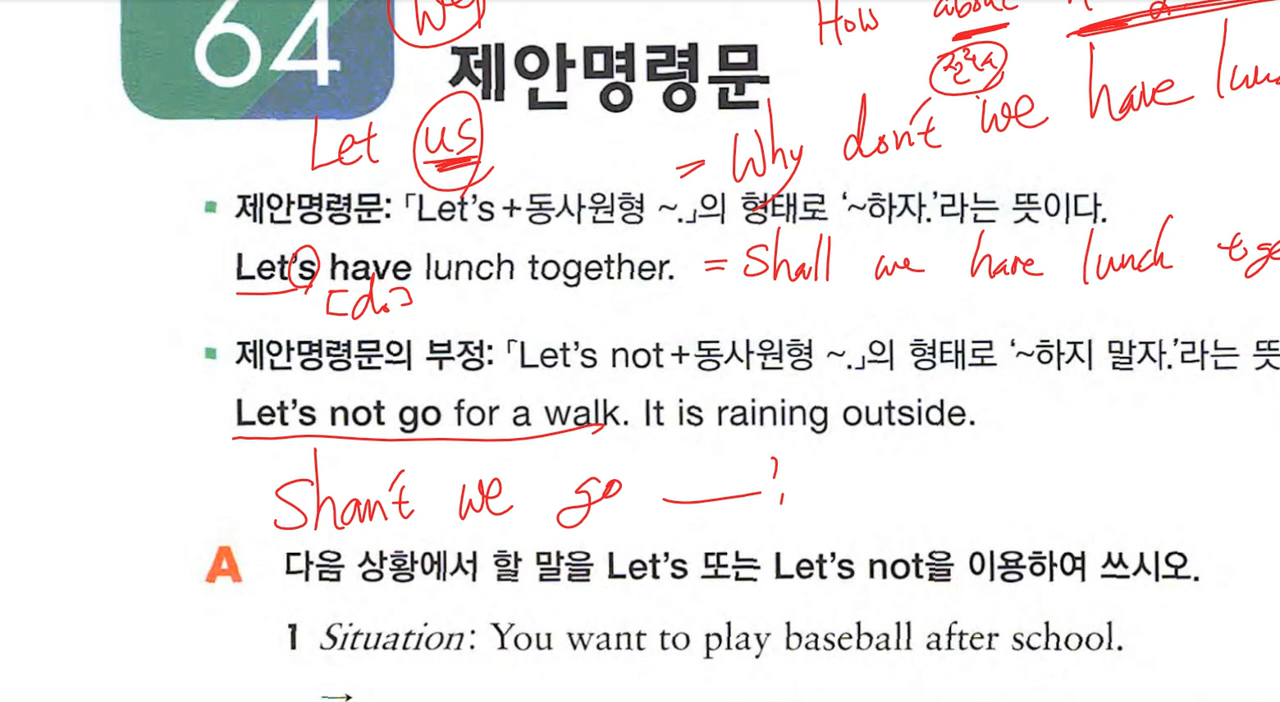 64
We
How about
제안명령문
전치사
Let us
= Why don't we have
제안명령문: 「Let's+동사원형 ~.」의 형태로 '~하자.'라는 뜻이다.
Let's have lunch together. = Shall we have lunch
[do]
제안명령문의 부정: 「Let's not+동사원형 ~.」의 형태로 '~하지 말자.'라는 뜻
Let's not go for a walk. It is raining outside.
Shan't we go —?
A 다음 상황에서 할 말을 Let's 또는 Let's not을 이용하여 쓰시오.
1 Situation: You want to play baseball after school.
→